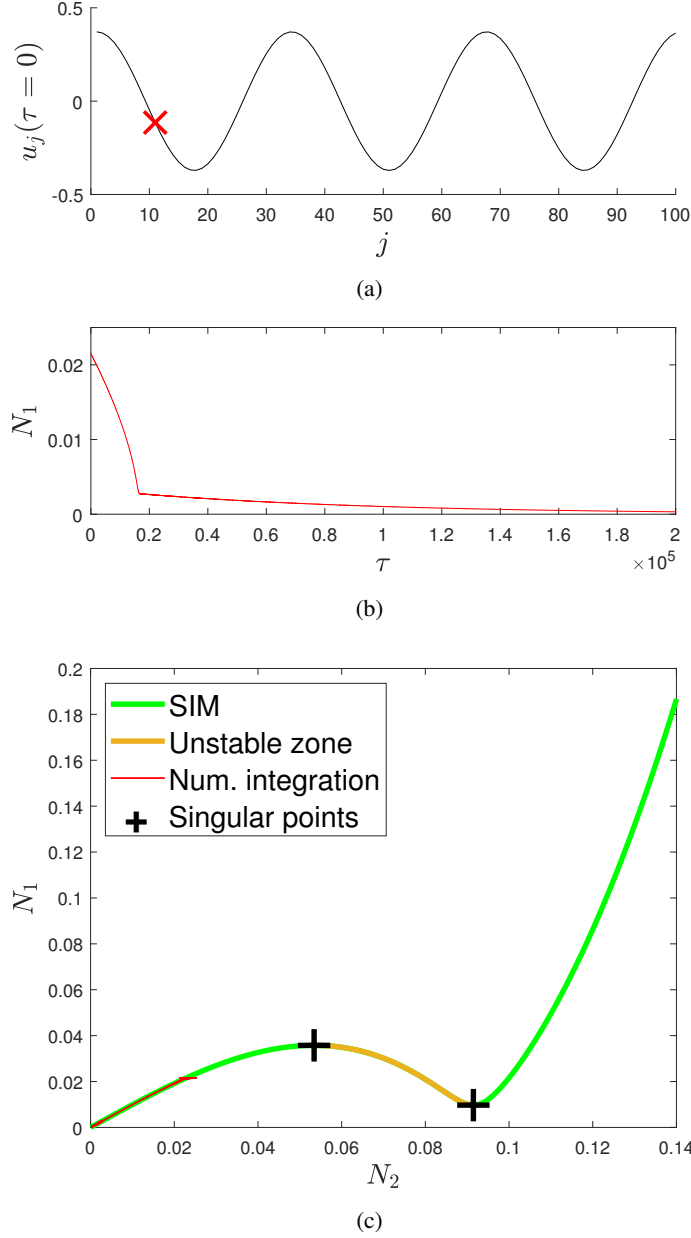 0.5
0
-0.5
u_j(τ = 0)
0 10 20 30 40 50 60 70 80 90 100
j
(a)
0.02
0.01
0
N_1
0 0.2 0.4 0.6 0.8 1 1.2 1.4 1.6 1.8 2
×10^5
τ
(b)
0.2
0.18
0.16
0.14
0.12
0.1
0.08
0.06
0.04
0.02
0
N_1
SIM
Unstable zone
Num. integration
Singular points
0 0.02 0.04 0.06 0.08 0.1 0.12 0.14
N_2
(c)